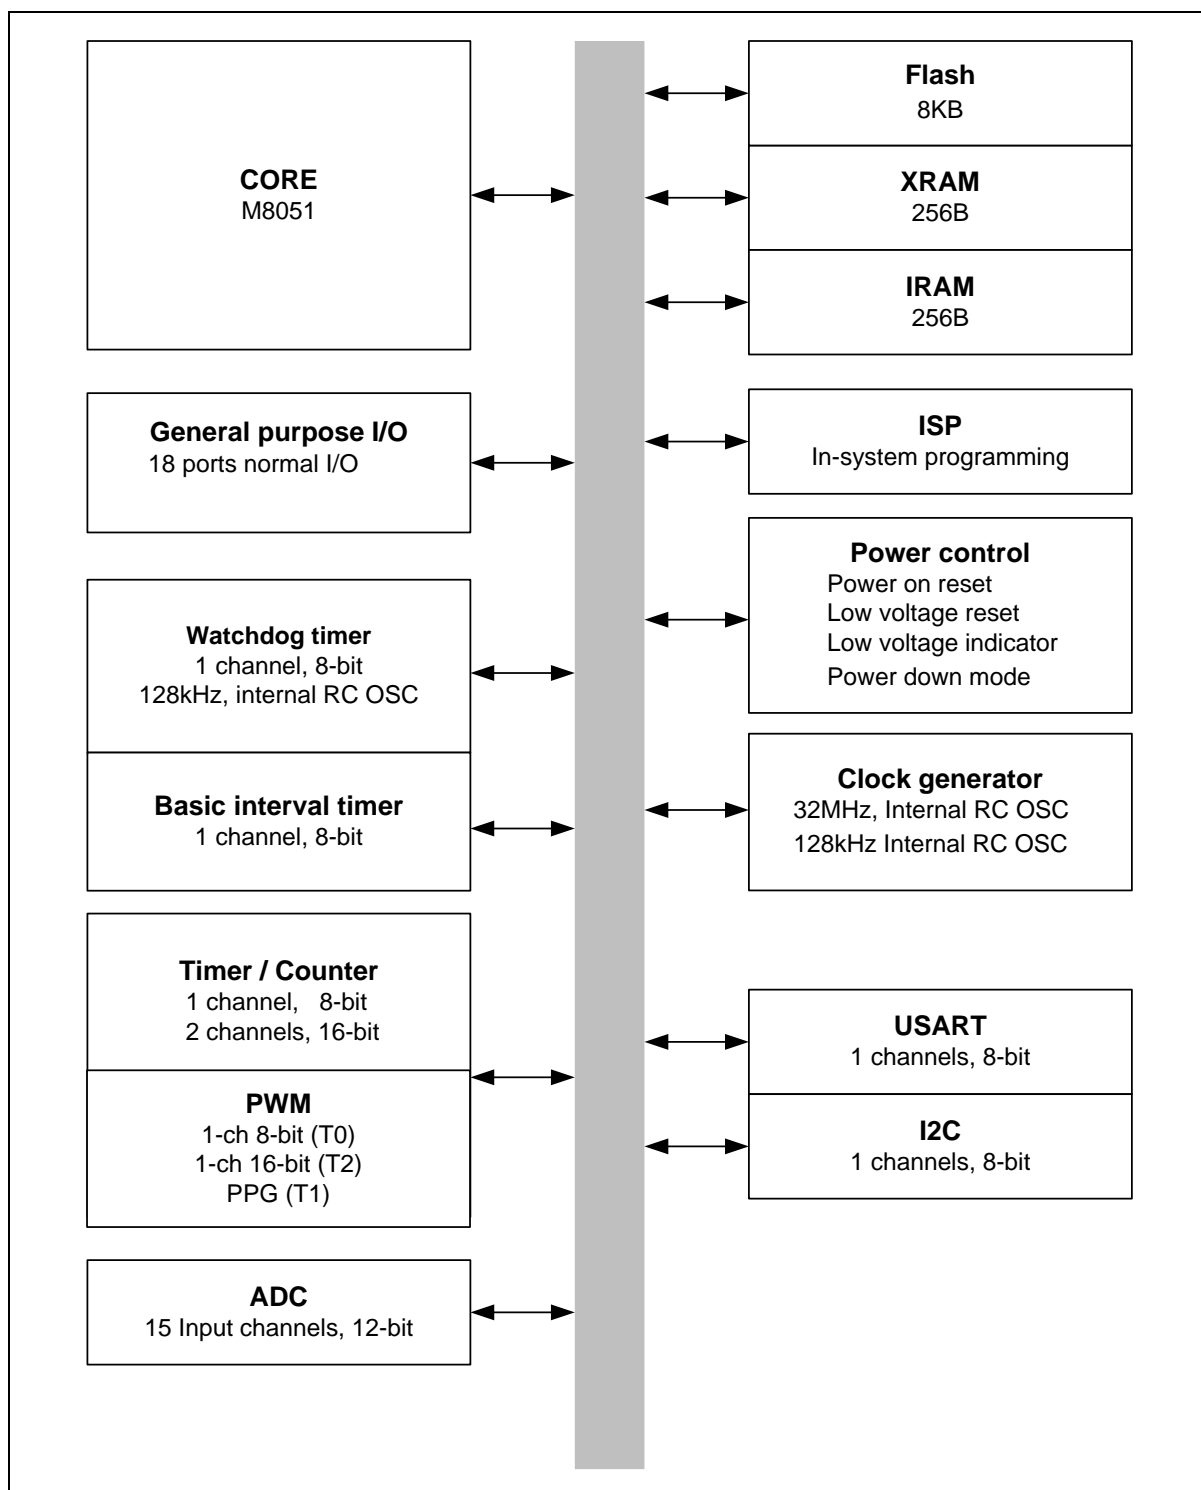 CORE
M8051
General purpose I/O
18 ports normal I/O
Watchdog timer
1 channel, 8-bit
128kHz, internal RC OSC
Basic interval timer
1 channel, 8-bit
Timer / Counter
1 channel, 8-bit
2 channels, 16-bit
PWM
1-ch 8-bit (T0)
1-ch 16-bit (T2)
PPG (T1)
ADC
15 Input channels, 12-bit
Flash
8KB
XRAM
256B
IRAM
256B
ISP
In-system programming
Power control
Power on reset
Low voltage reset
Low voltage indicator
Power down mode
Clock generator
32MHz, Internal RC OSC
128kHz Internal RC OSC
USART
1 channels, 8-bit
I2C
1 channels, 8-bit